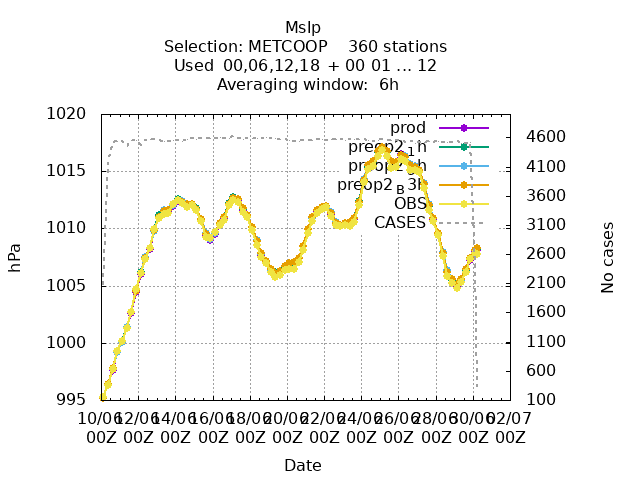 Mslp
Selection: METCOOP 360 stations
Used 00,06,12,18 + 00 01 ... 12
Averaging window: 6h
1020
1015
1010
1005
1000
995
hPa
4600
4100
3600
3100
2600
2100
1600
1100
600
100
No cases
prod
OBS
CASES
10/06 12/06 14/06 16/06 18/06 20/06 22/06 24/06 26/06 28/06 30/06 02/07
00Z 00Z 00Z 00Z 00Z 00Z 00Z 00Z 00Z 00Z 00Z 00Z
Date